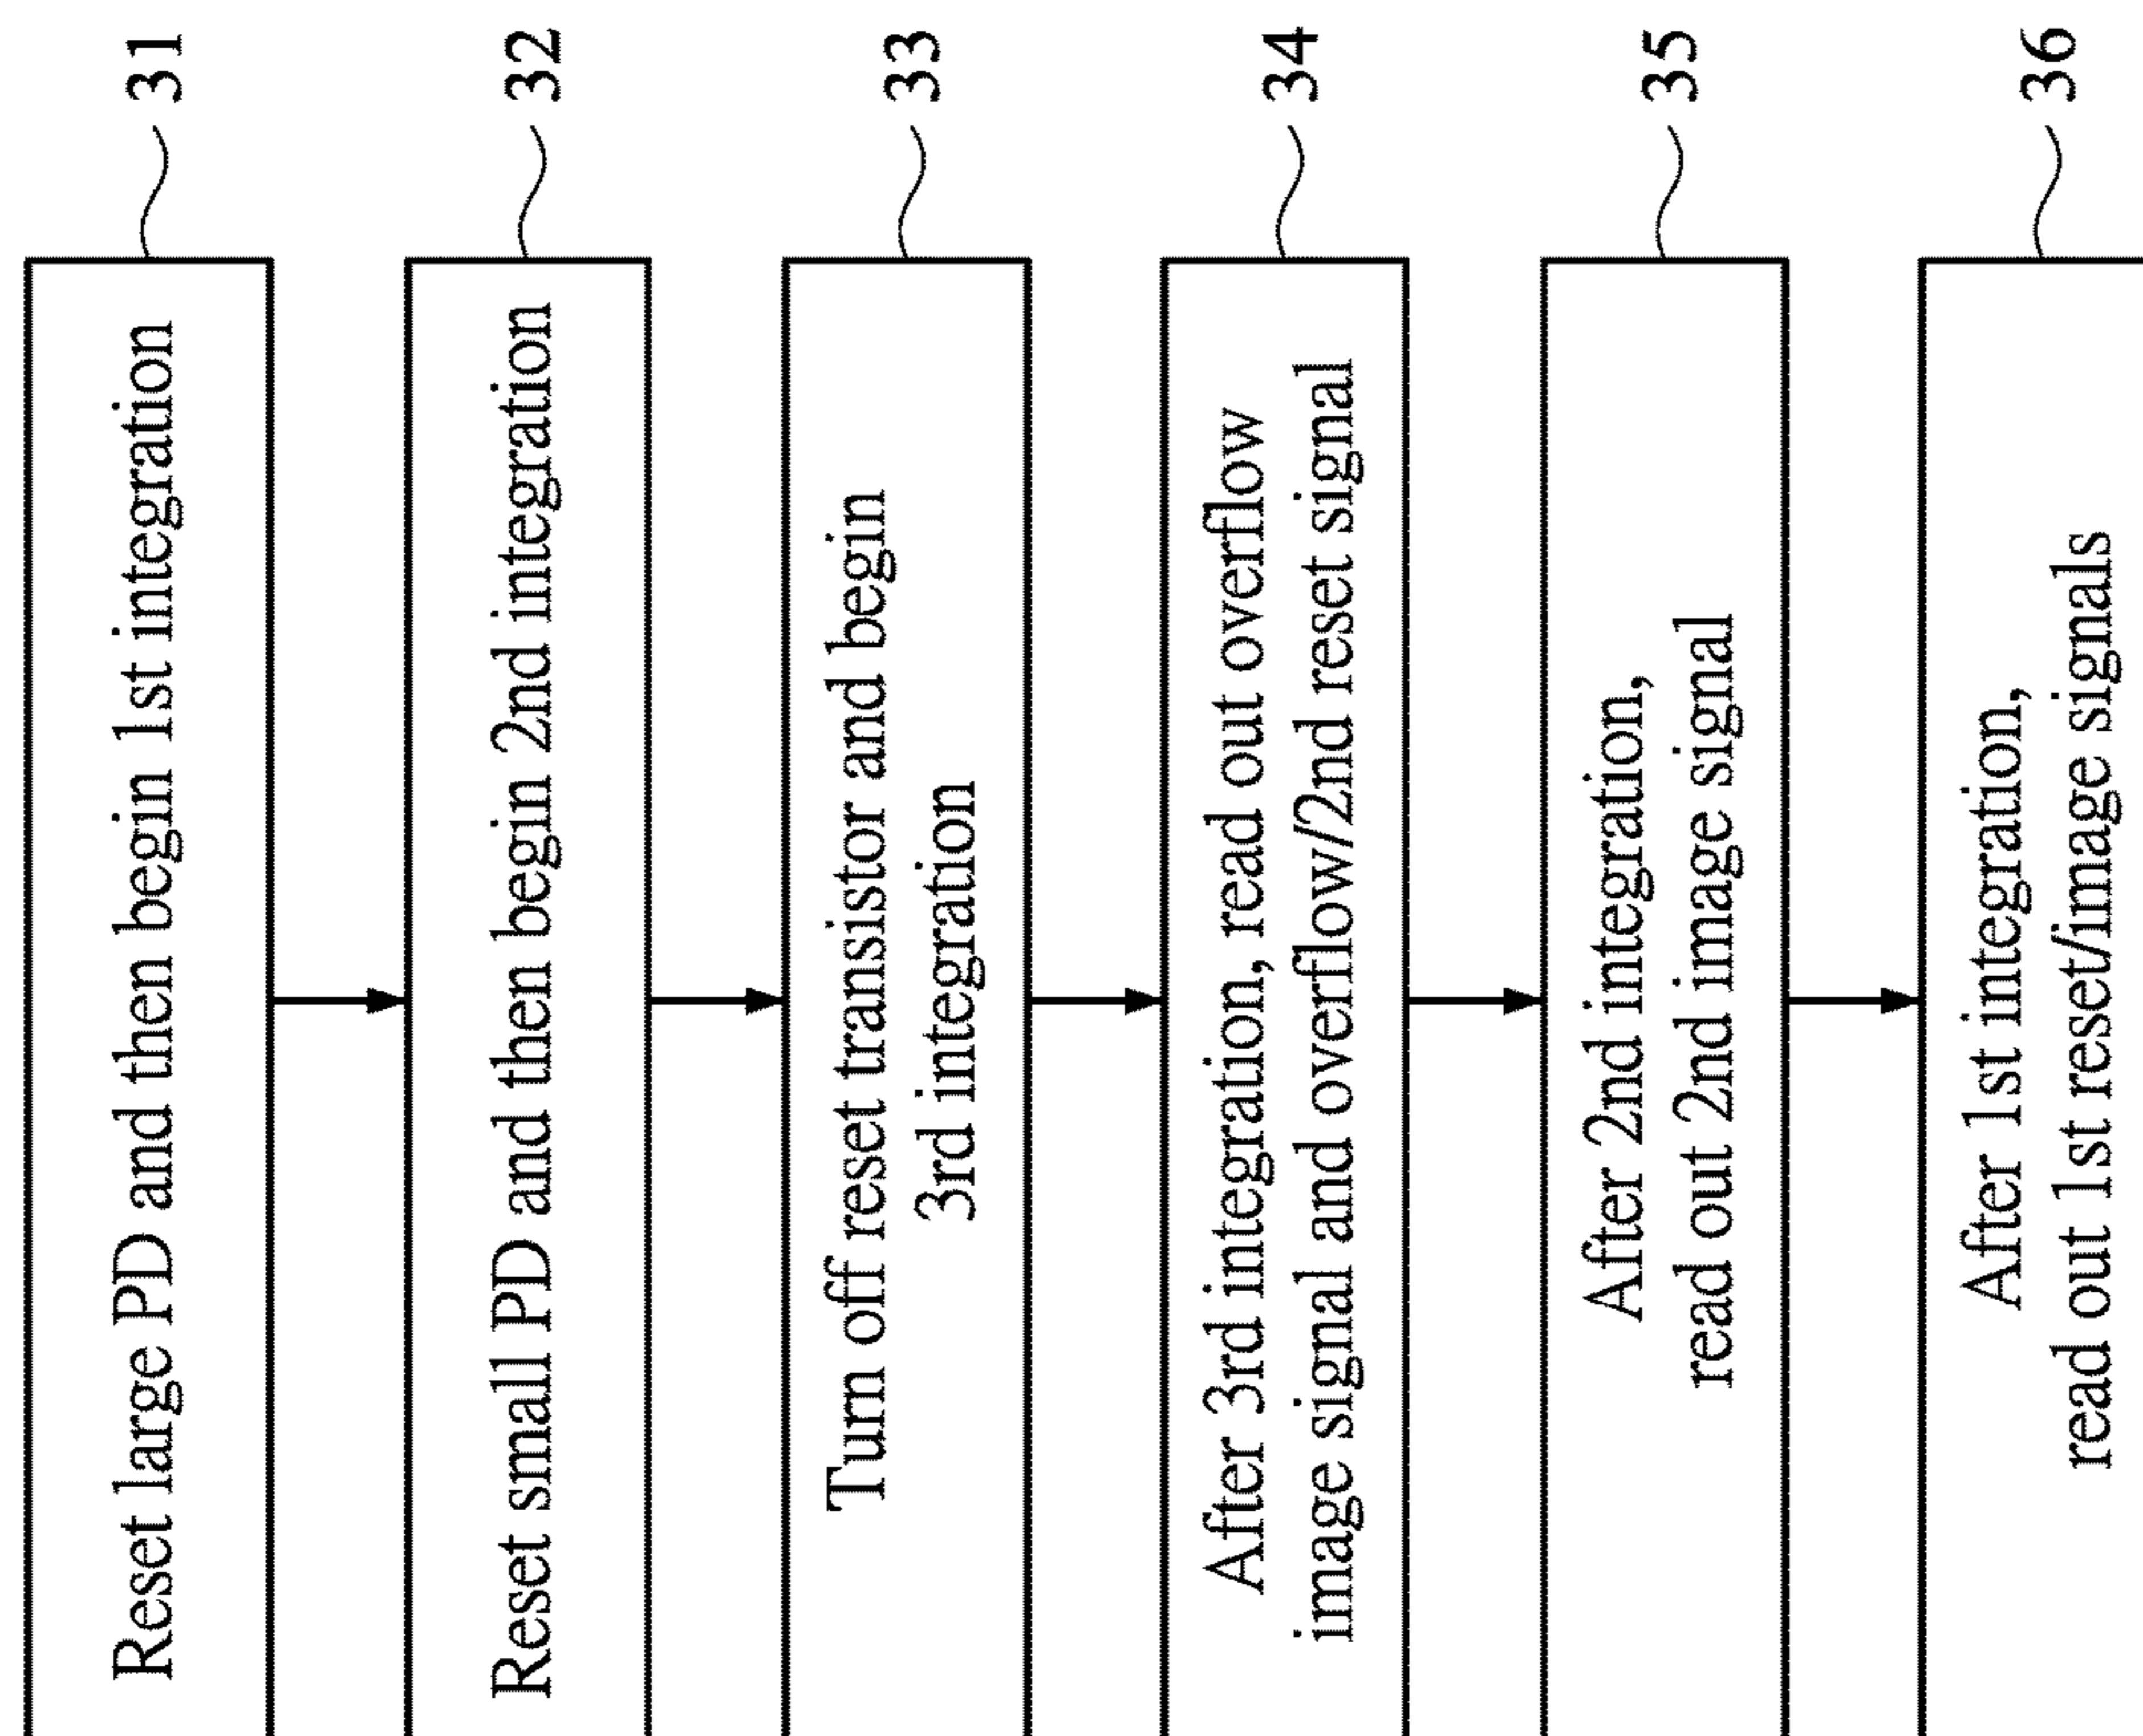 Reset large PD and then begin 1st integration
31
Reset small PD and then begin 2nd integration
32
Turn off reset transistor and begin
3rd integration
33
After 3rd integration, read out overflow
image signal and overflow/2nd reset signal
34
After 2nd integration,
read out 2nd image signal
35
After 1st integration,
read out 1st reset/image signals
36